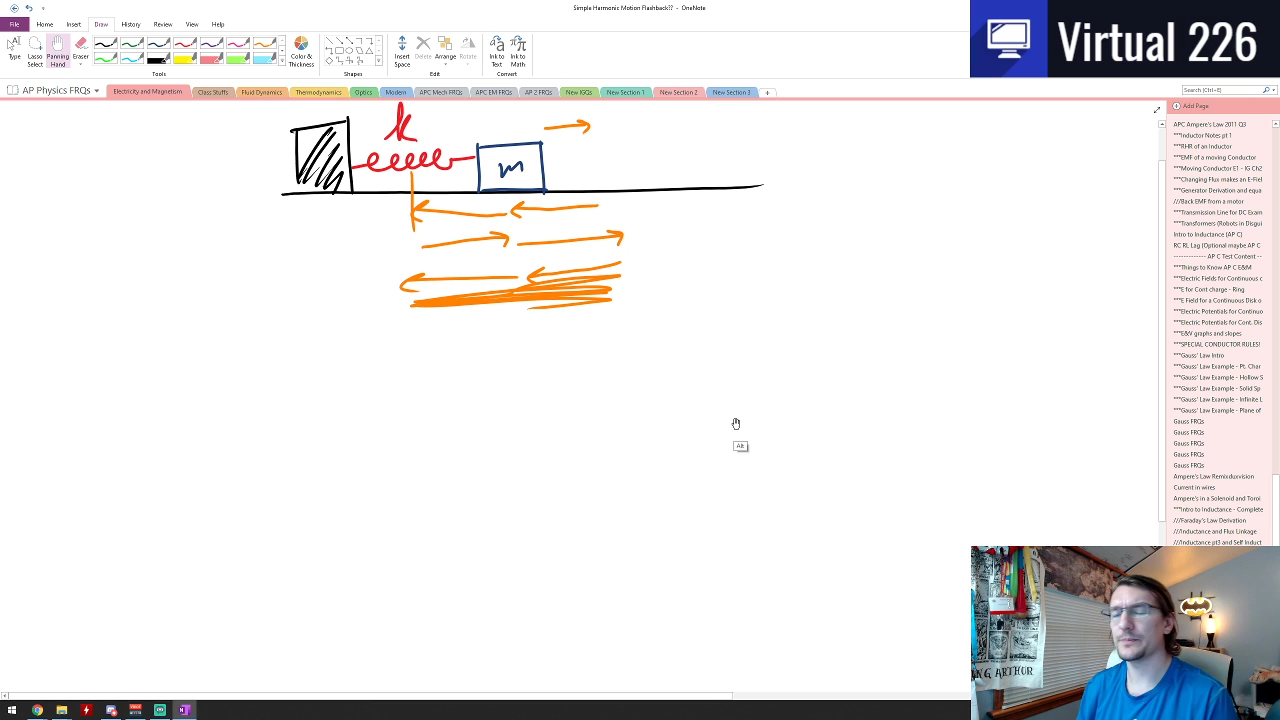 Simple Harmonic Motion Flashback?? - OneNote
Virtual 226
File Home Insert Draw History Review View Help
Type
Lasso Select
Panning Hand
Eraser
Color & Thickness
Insert Space
Delete
Arrange
Rotate
Ink to Text
Ink to Math
Tools
Shapes
Edit
Convert
AP Physics FRQs
Electricity and Magnetism
Class Stuffs
Fluid Dynamics
Thermodynamics
Optics
Modern
APC Mech FRQs
APC EM FRQs
AP 2 FRQs
New IGQs
New Section 1
New Section 2
New Section 3
Search (Ctrl+E)
Add Page
k
m
Alt
APC Ampere's Law 2011 Q3
***Inductor Notes pt 1
***RHR of an Inductor
***EMF of a moving Conductor
***Moving Conductor E1 - IG Ch2
***Changing Flux makes an E-Fiel
***Generator Derivation and equa
///Back EMF from a motor
***Transmission Line for DC Exam
***Transformers (Robots in Disgui
Intro to Inductance (AP C)
RC RL Lag (Optional maybe AP C
-------------- AP C Test Content --
***Things to Know AP C E&M
***Electric Fields for Continuous c
***E for Cont charge - Ring
***E Field for a Continuous Disk o
***Electric Potentials for Continuo
***Electric Potentials for Cont. Dis
***E&V graphs and slopes
***SPECIAL CONDUCTOR RULES!
***Gauss' Law Intro
***Gauss' Law Example - Pt. Char
***Gauss' Law Example - Hollow S
***Gauss' Law Example - Solid Sp
***Gauss' Law Example - Infinite L
***Gauss' Law Example - Plane of
Gauss FRQs
Gauss FRQs
Gauss FRQs
Gauss FRQs
Gauss FRQs
Ampere's Law Remixduxvision
Current in wires
Ampere's in a Solenoid and Toroi
***Intro to Inductance - Complete
///Faraday's Law Derivation
///Inductance and Flux Linkage
///Inductance pt3 and Self Induct
NG ARTHUR